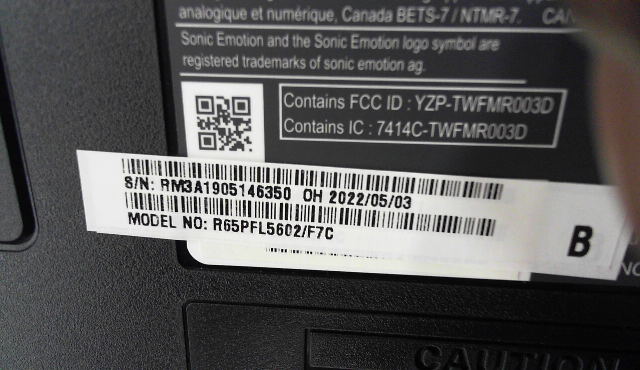 analogique et numérique, Canada BETS-7 / NTMR-7. CAN
Sonic Emotion and the Sonic Emotion logo symbol are
registered trademarks of sonic emotion ag.
Contains FCC ID : YZP-TWFMR003D
Contains IC : 7414C-TWFMR003D
S/N: RM3A1905146350 OH 2022/05/03
MODEL NO: R65PFL5602/F7C
B
CAUTION